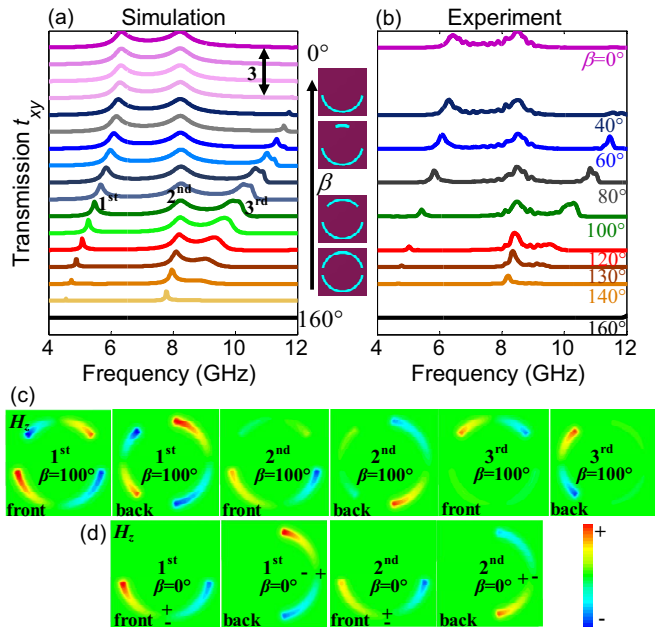 (a) Simulation
(b) Experiment
Transmission t_xy
3
0°
β
1st
2nd
3rd
160°
4 6 8 10 12
Frequency (GHz)
β=0°
40°
60°
80°
100°
120°
130°
140°
160°
4 6 8 10 12
Frequency (GHz)
(c)
Hz
1st
β=100°
front
1st
β=100°
back
2nd
β=100°
front
2nd
β=100°
back
3rd
β=100°
front
3rd
β=100°
back
(d)
Hz
1st
β=0°
front
+
-
1st
- +
β=0°
back
2nd
β=0°
front
+
-
2nd
+-
β=0°
back
+
-